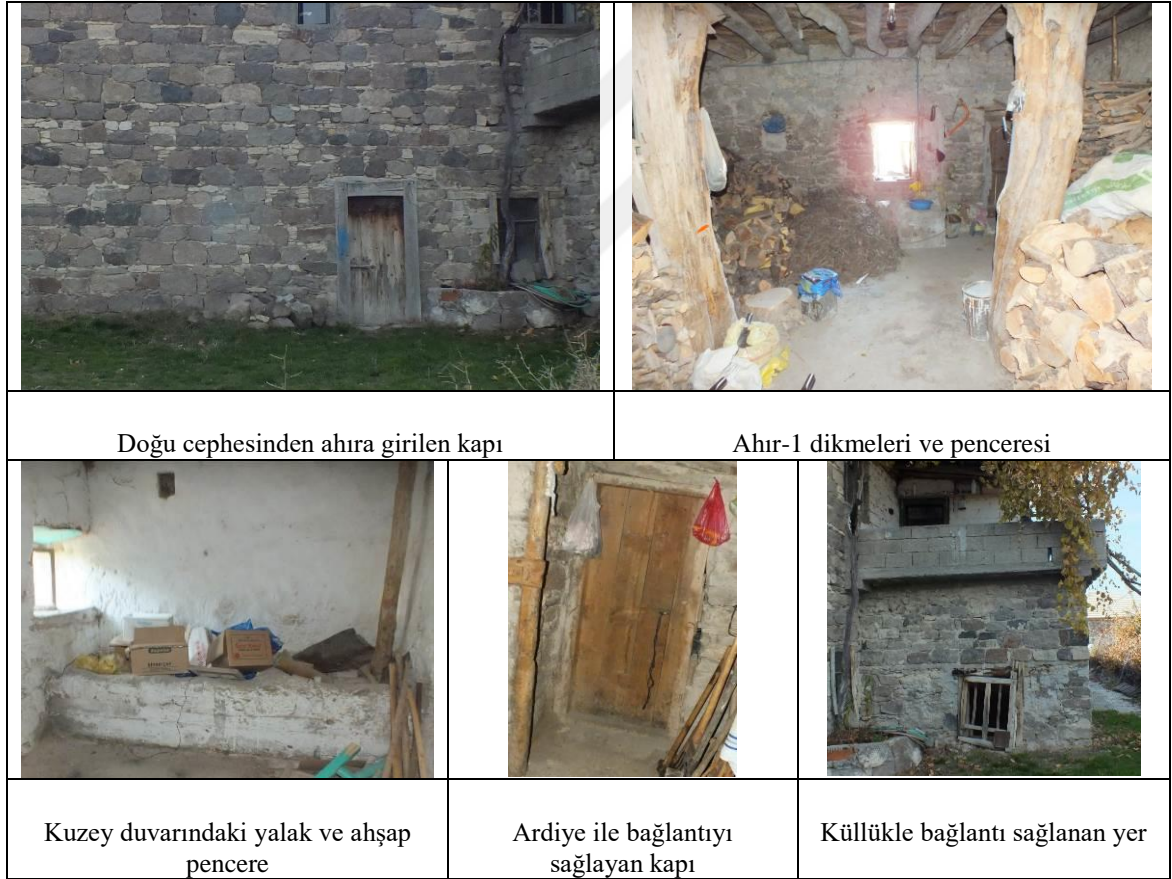 Doğu cephesinden ahıra girilen kapı
Ahır-1 dikmeleri ve penceresi
Kuzey duvarındaki yalak ve ahşap
pencere
Ardiye ile bağlantıyı
sağlayan kapı
Küllükle bağlantı sağlanan yer